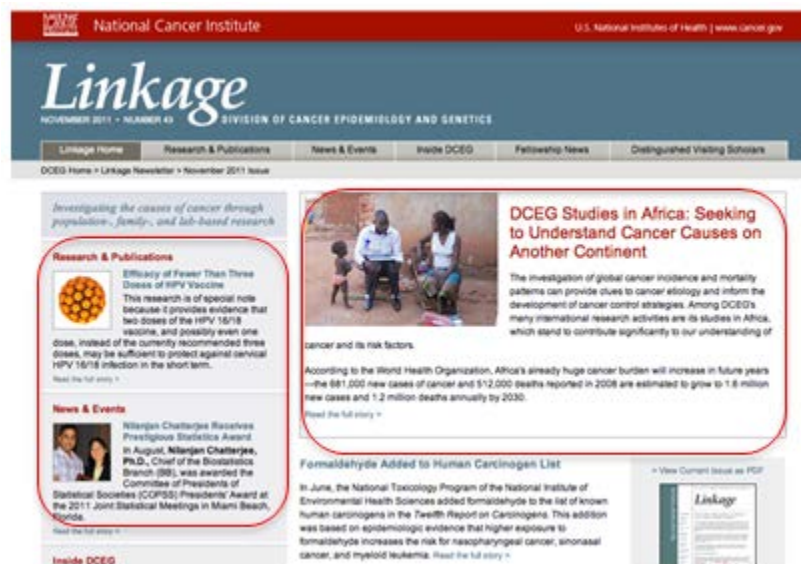 National Cancer Institute
U.S. National Institutes of Health | www.cancer.gov
Linkage
NOVEMBER 2011 • NUMBER 43
DIVISION OF CANCER EPIDEMIOLOGY AND GENETICS
Linkage Home
Research & Publications
News & Events
Inside DCEG
Fellowship News
Distinguished Visiting Scholars
DCEG Home > Linkage Newsletter > November 2011 Issue
Investigating the causes of cancer through
population-, family-, and lab-based research
Research & Publications
Efficacy of Fewer Than Three
Doses of HPV Vaccine
This research is of special note
because it provides evidence that
two doses of the HPV 16/18
vaccine, and possibly even one
dose, instead of the currently recommended three
doses, may be sufficient to protect against cervical
HPV 16/18 infection in the short term.
Read the full story >
News & Events
Nilanjan Chatterjee Receives
Prestigious Statistics Award
In August, Nilanjan Chatterjee,
Ph.D., Chief of the Biostatistics
Branch (BB), was awarded the
Committee of Presidents of
Statistical Societies (COPSS) Presidents' Award at
the 2011 Joint Statistical Meetings in Miami Beach,
Florida.
Read the full story >
Inside DCEG
DCEG Studies in Africa: Seeking
to Understand Cancer Causes on
Another Continent
The investigation of global cancer incidence and mortality
patterns can provide clues to cancer etiology and inform the
development of cancer control strategies. Among DCEG's
many international research activities are its studies in Africa,
which stand to contribute significantly to our understanding of
cancer and its risk factors.
According to the World Health Organization, Africa's already huge cancer burden will increase in future years
—the 681,000 new cases of cancer and 512,000 deaths reported in 2008 are estimated to grow to 1.6 million
new cases and 1.2 million deaths annually by 2030.
Read the full story >
Formaldehyde Added to Human Carcinogen List
In June, the National Toxicology Program of the National Institute of
Environmental Health Sciences added formaldehyde to the list of known
human carcinogens in the Twelfth Report on Carcinogens. This addition
was based on epidemiologic evidence that higher exposure to
formaldehyde increases the risk for nasopharyngeal cancer, sinonasal
cancer, and myeloid leukemia. Read the full story >
> View Current Issue as PDF
Linkage